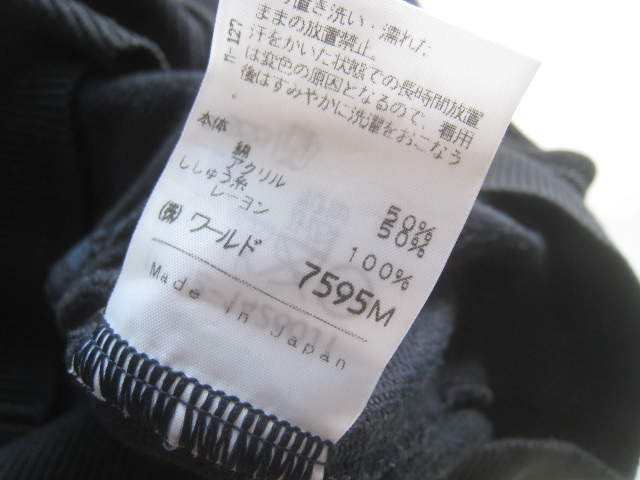 置き洗い・濡れた
ままの放置禁止
汗をかいた状態での長時間放置
は変色の原因となるので、着用
後はすみやかに洗濯をおこなう
本体
綿 50%
アクリル 50%
ししゅう糸
レーヨン 100%
(株)ワールド 7595M
Made in Japan